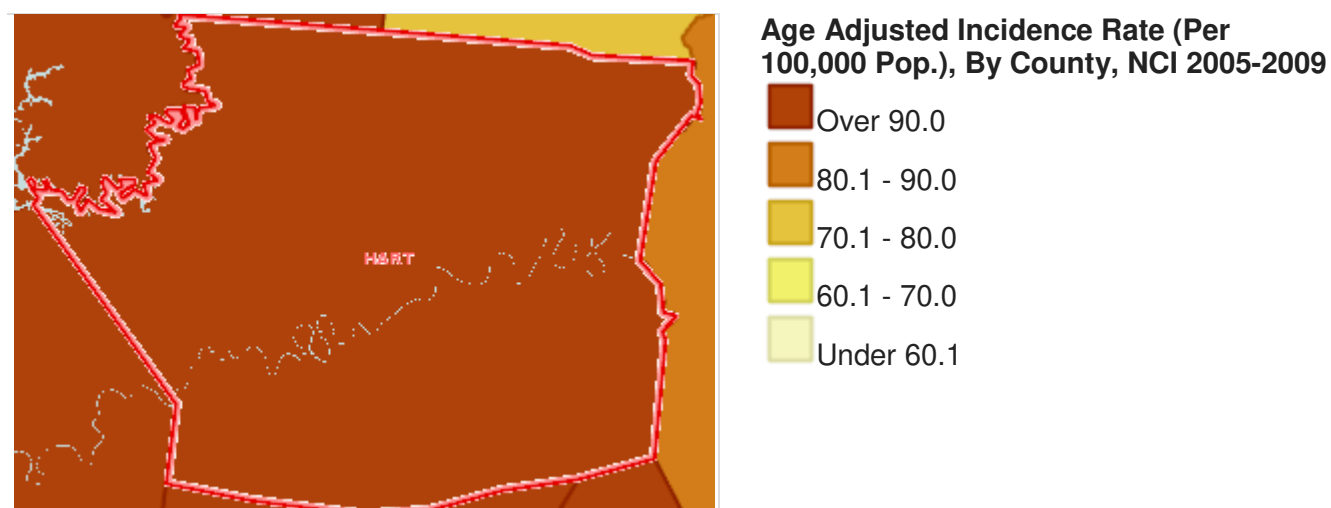 Age Adjusted Incidence Rate (Per
100,000 Pop.), By County, NCI 2005-2009
Over 90.0
80.1 - 90.0
70.1 - 80.0
60.1 - 70.0
Under 60.1
HART